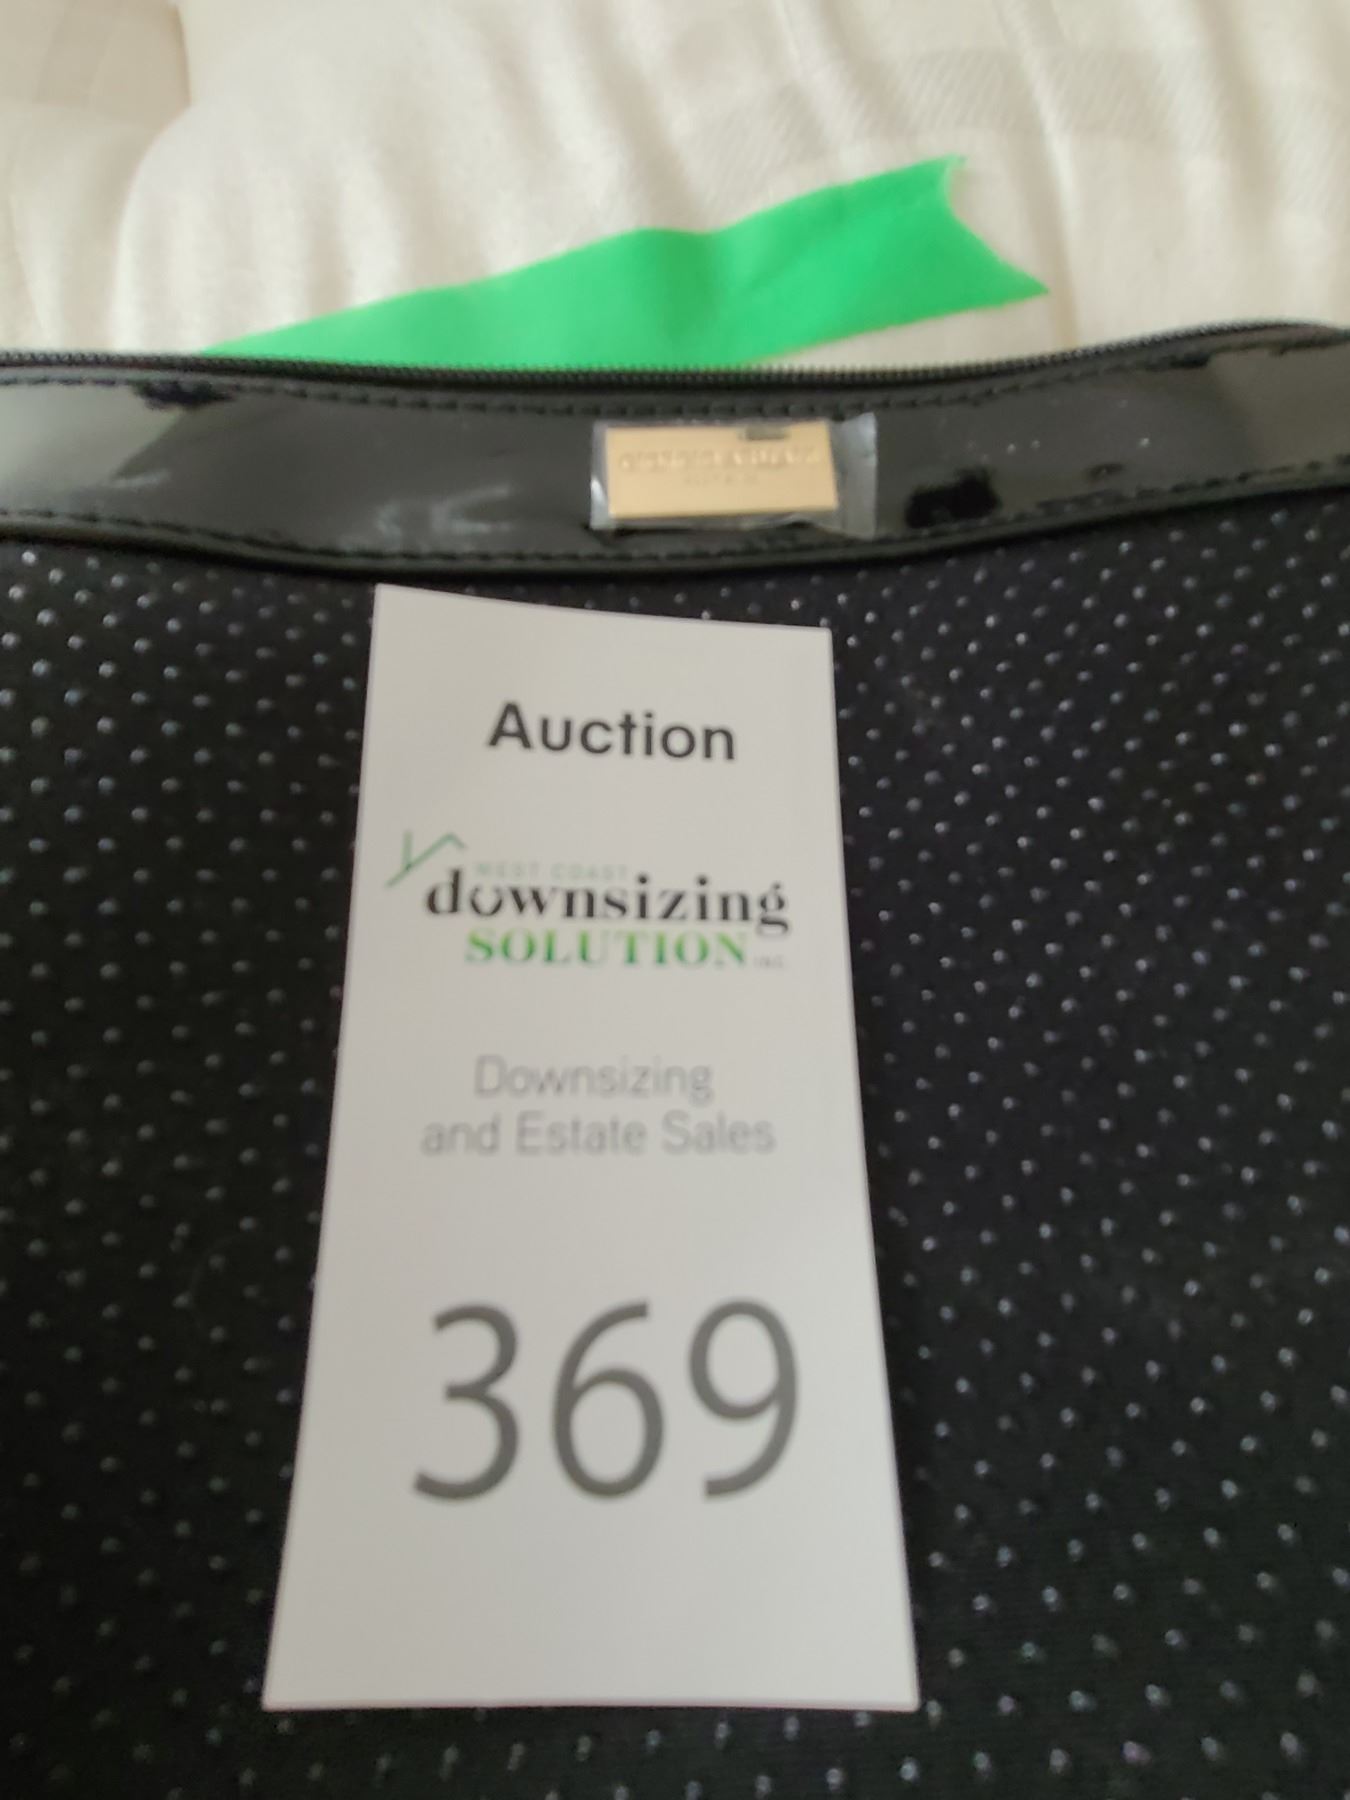 Auction
WEST COAST
downsizing
SOLUTION INC.
Downsizing
and Estate Sales
369